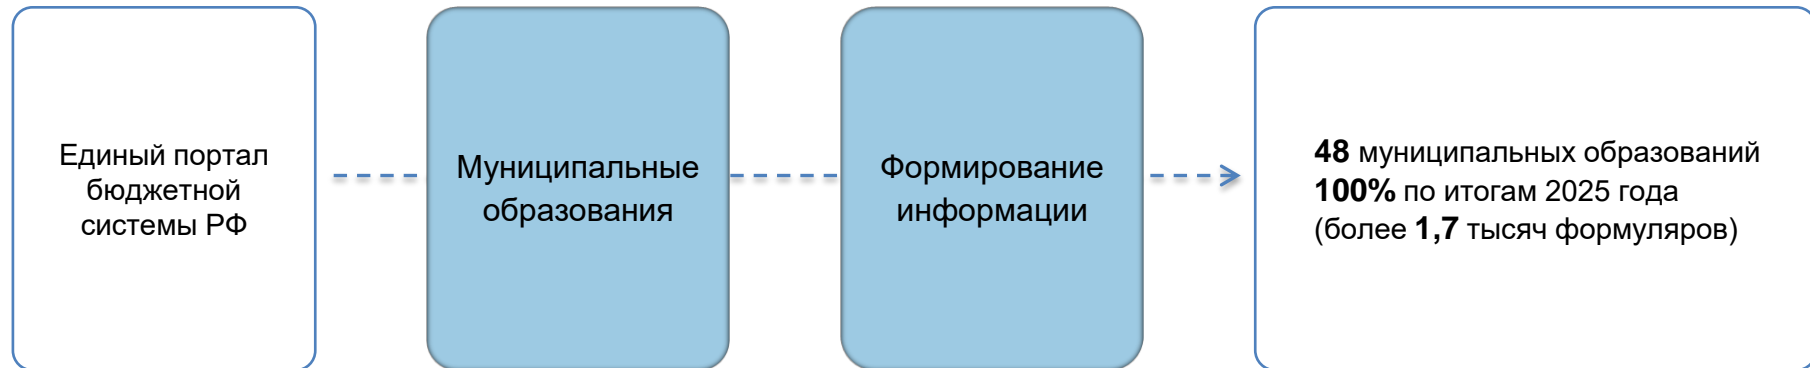 Единый портал
бюджетной
системы РФ
Муниципальные
образования
Формирование
информации
48 муниципальных образований
100% по итогам 2025 года
(более 1,7 тысяч формуляров)